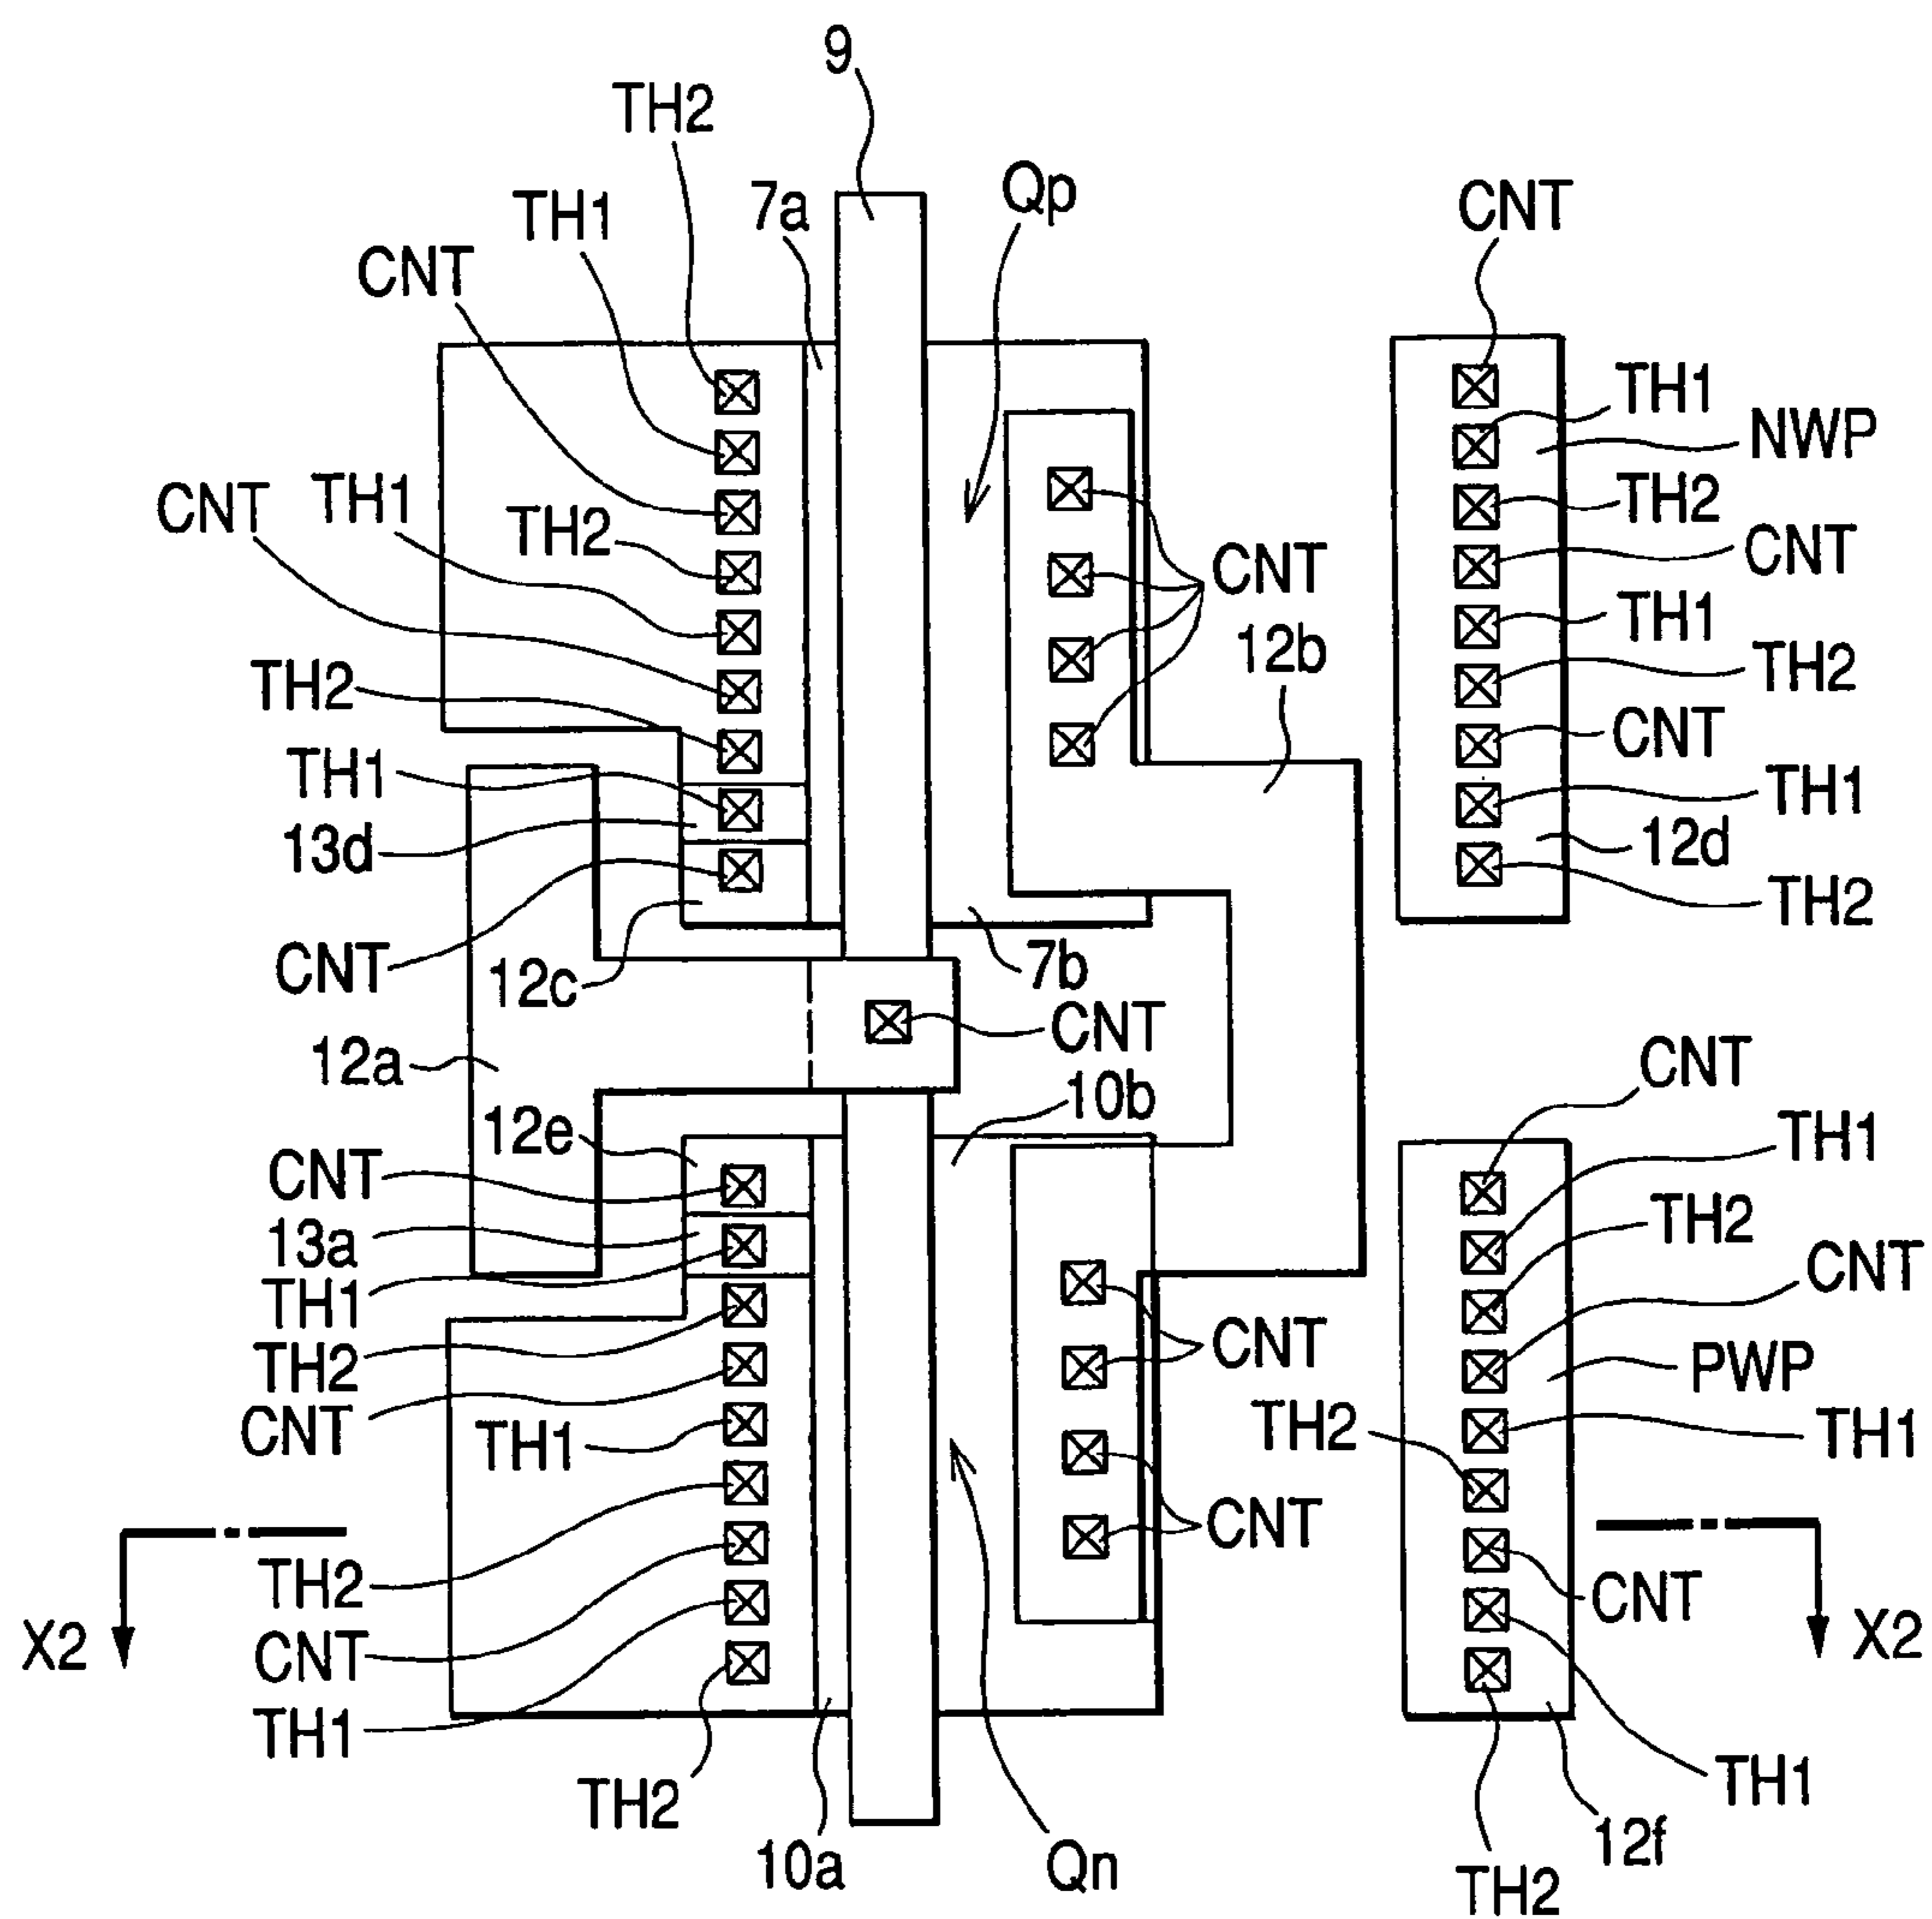 9
TH2
7a
Qp
CNT
TH1
CNT
TH1
NWP
CNT
TH1
TH2
TH2
CNT
CNT
12b
TH1
TH2
TH2
CNT
TH1
TH1
13d
12d
TH2
CNT
12c
7b
CNT
12a
CNT
10b
12e
TH1
CNT
TH2
13a
CNT
TH1
CNT
TH2
PWP
CNT
TH1
TH2
TH1
CNT
TH2
CNT
X2
CNT
X2
TH1
TH2
TH1
10a
Qn
12f
TH2